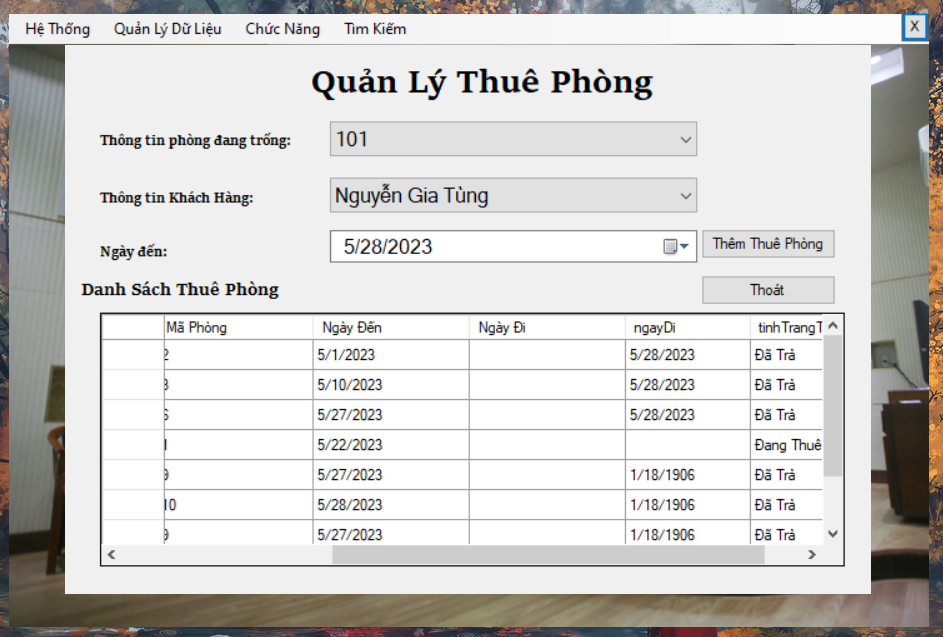 Hệ Thống Quản Lý Dữ Liệu Chức Năng Tìm Kiếm X
Quản Lý Thuê Phòng
Thông tin phòng đang trống: 101
Thông tin Khách Hàng: Nguyễn Gia Tùng
Ngày đến: 5/28/2023 Thêm Thuê Phòng
Danh Sách Thuê Phòng Thoát
Mã Phòng Ngày Đến Ngày Đi ngayDi tinhTrangT
2 5/1/2023 5/28/2023 Đã Trả
3 5/10/2023 5/28/2023 Đã Trả
6 5/27/2023 5/28/2023 Đã Trả
1 5/22/2023 Đang Thuê
9 5/27/2023 1/18/1906 Đã Trả
10 5/28/2023 1/18/1906 Đã Trả
9 5/27/2023 1/18/1906 Đã Trả